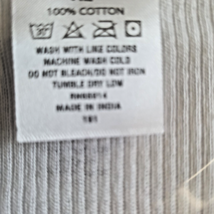 100% COTTON
WASH WITH LIKE COLORS
MACHINE WASH COLD
DO NOT BLEACH/DO NOT IRON
TUMBLE DRY LOW
MADE IN INDIA